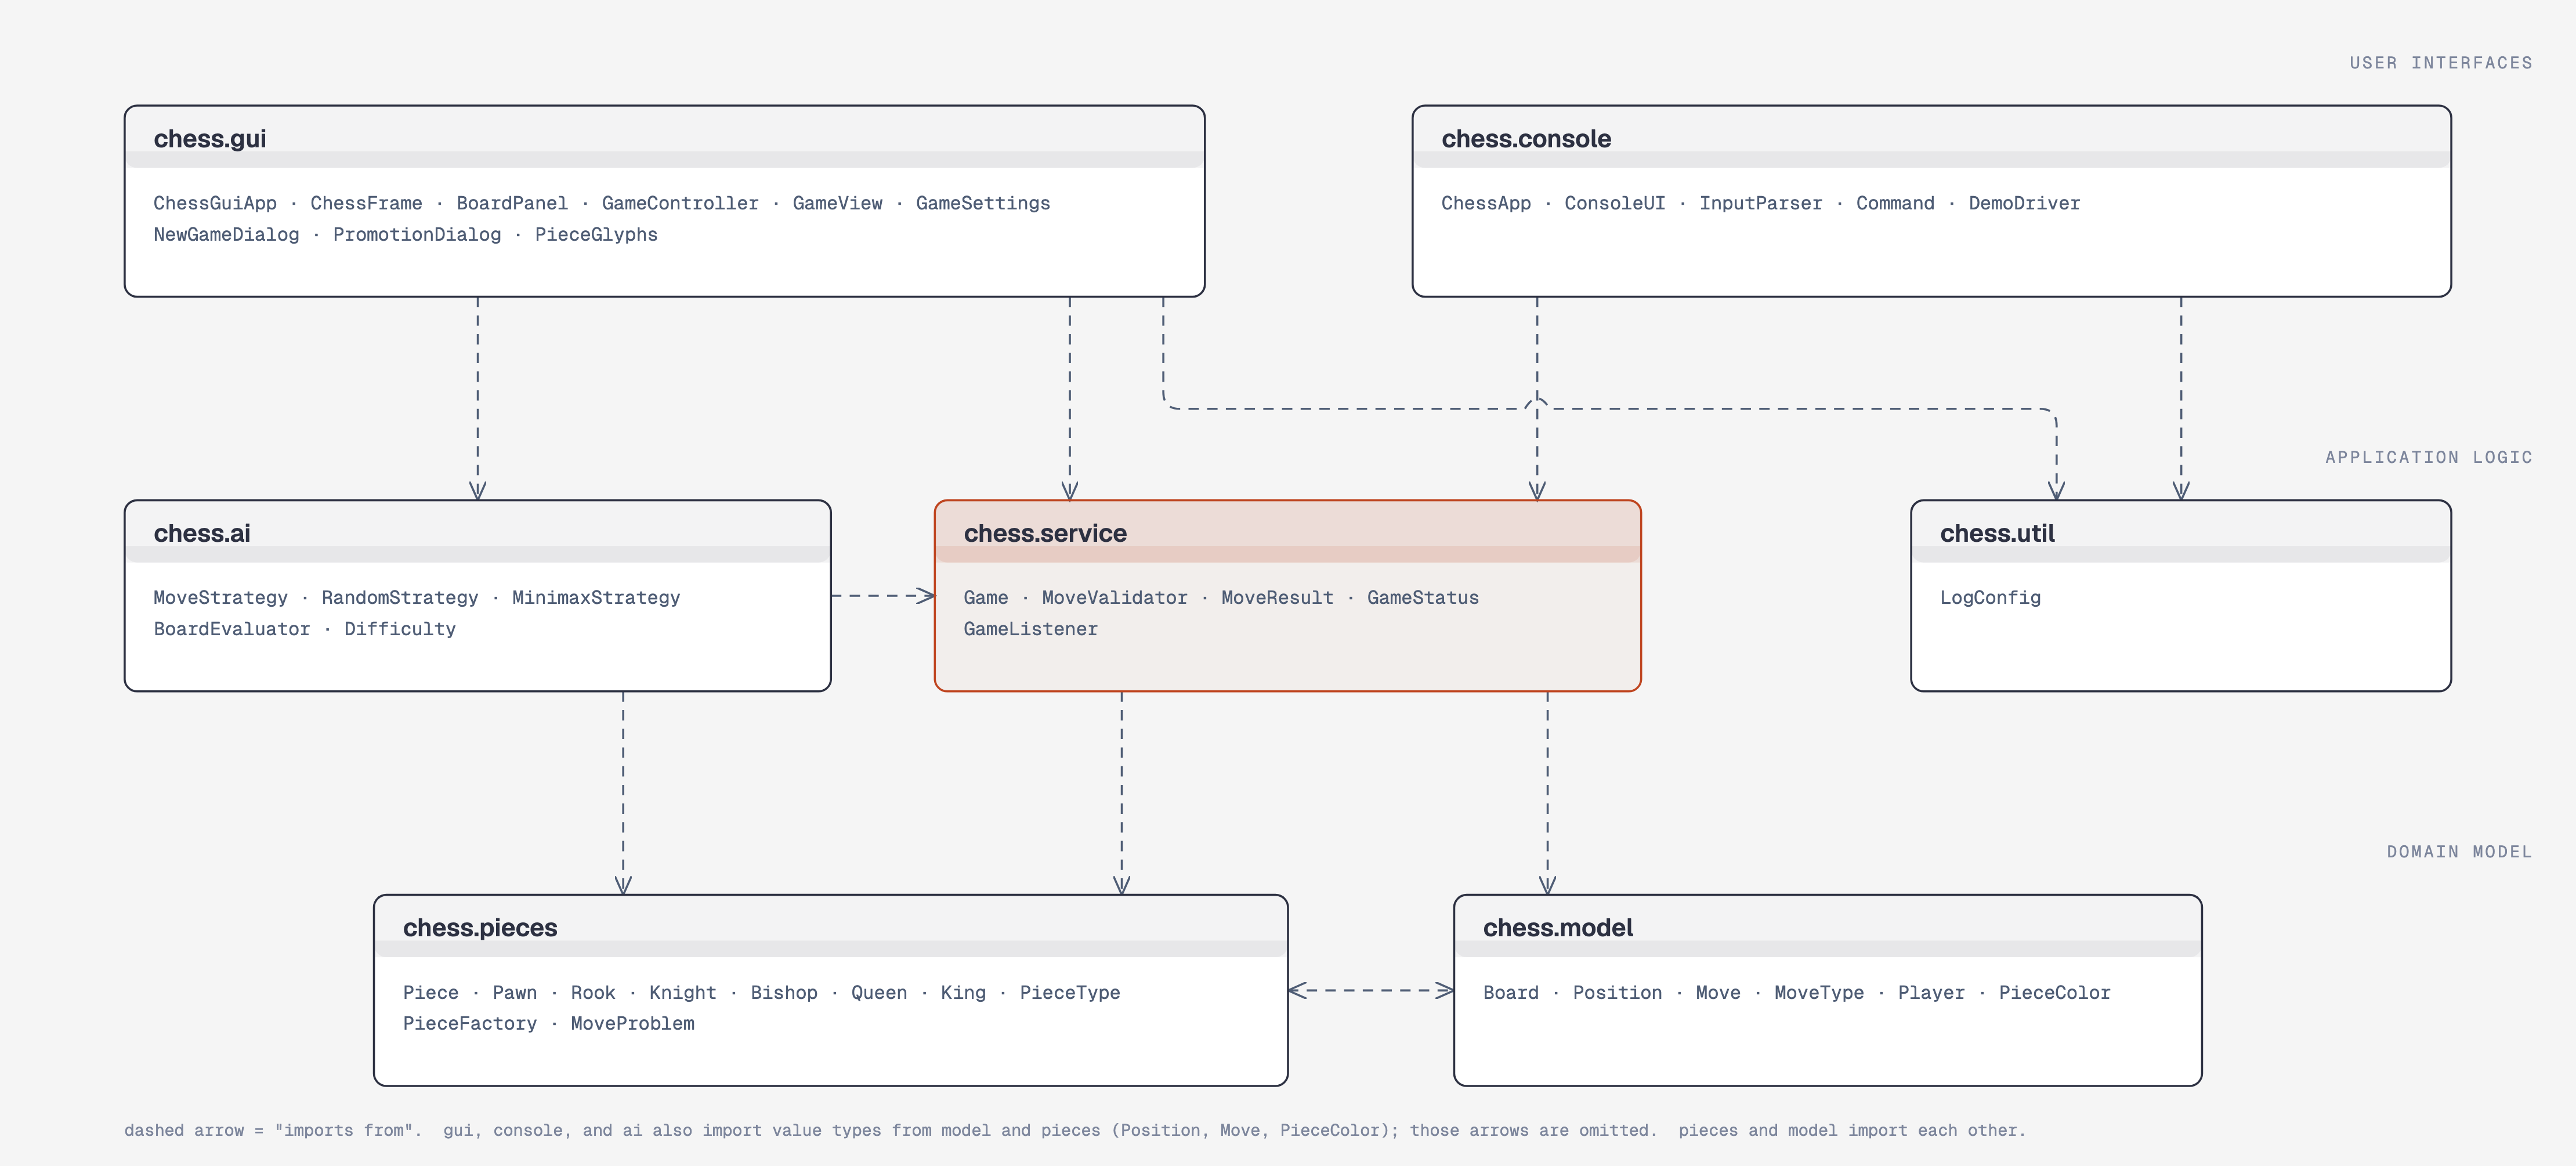 USER INTERFACES
chess.gui
ChessGuiApp · ChessFrame · BoardPanel · GameController · GameView · GameSettings
NewGameDialog · PromotionDialog · PieceGlyphs
chess.console
ChessApp · ConsoleUI · InputParser · Command · DemoDriver
APPLICATION LOGIC
chess.ai
MoveStrategy · RandomStrategy · MinimaxStrategy
BoardEvaluator · Difficulty
chess.service
Game · MoveValidator · MoveResult · GameStatus
GameListener
chess.util
LogConfig
DOMAIN MODEL
chess.pieces
Piece · Pawn · Rook · Knight · Bishop · Queen · King · PieceType
PieceFactory · MoveProblem
chess.model
Board · Position · Move · MoveType · Player · PieceColor
dashed arrow = "imports from".  gui, console, and ai also import value types from model and pieces (Position, Move, PieceColor); those arrows are omitted.  pieces and model import each other.